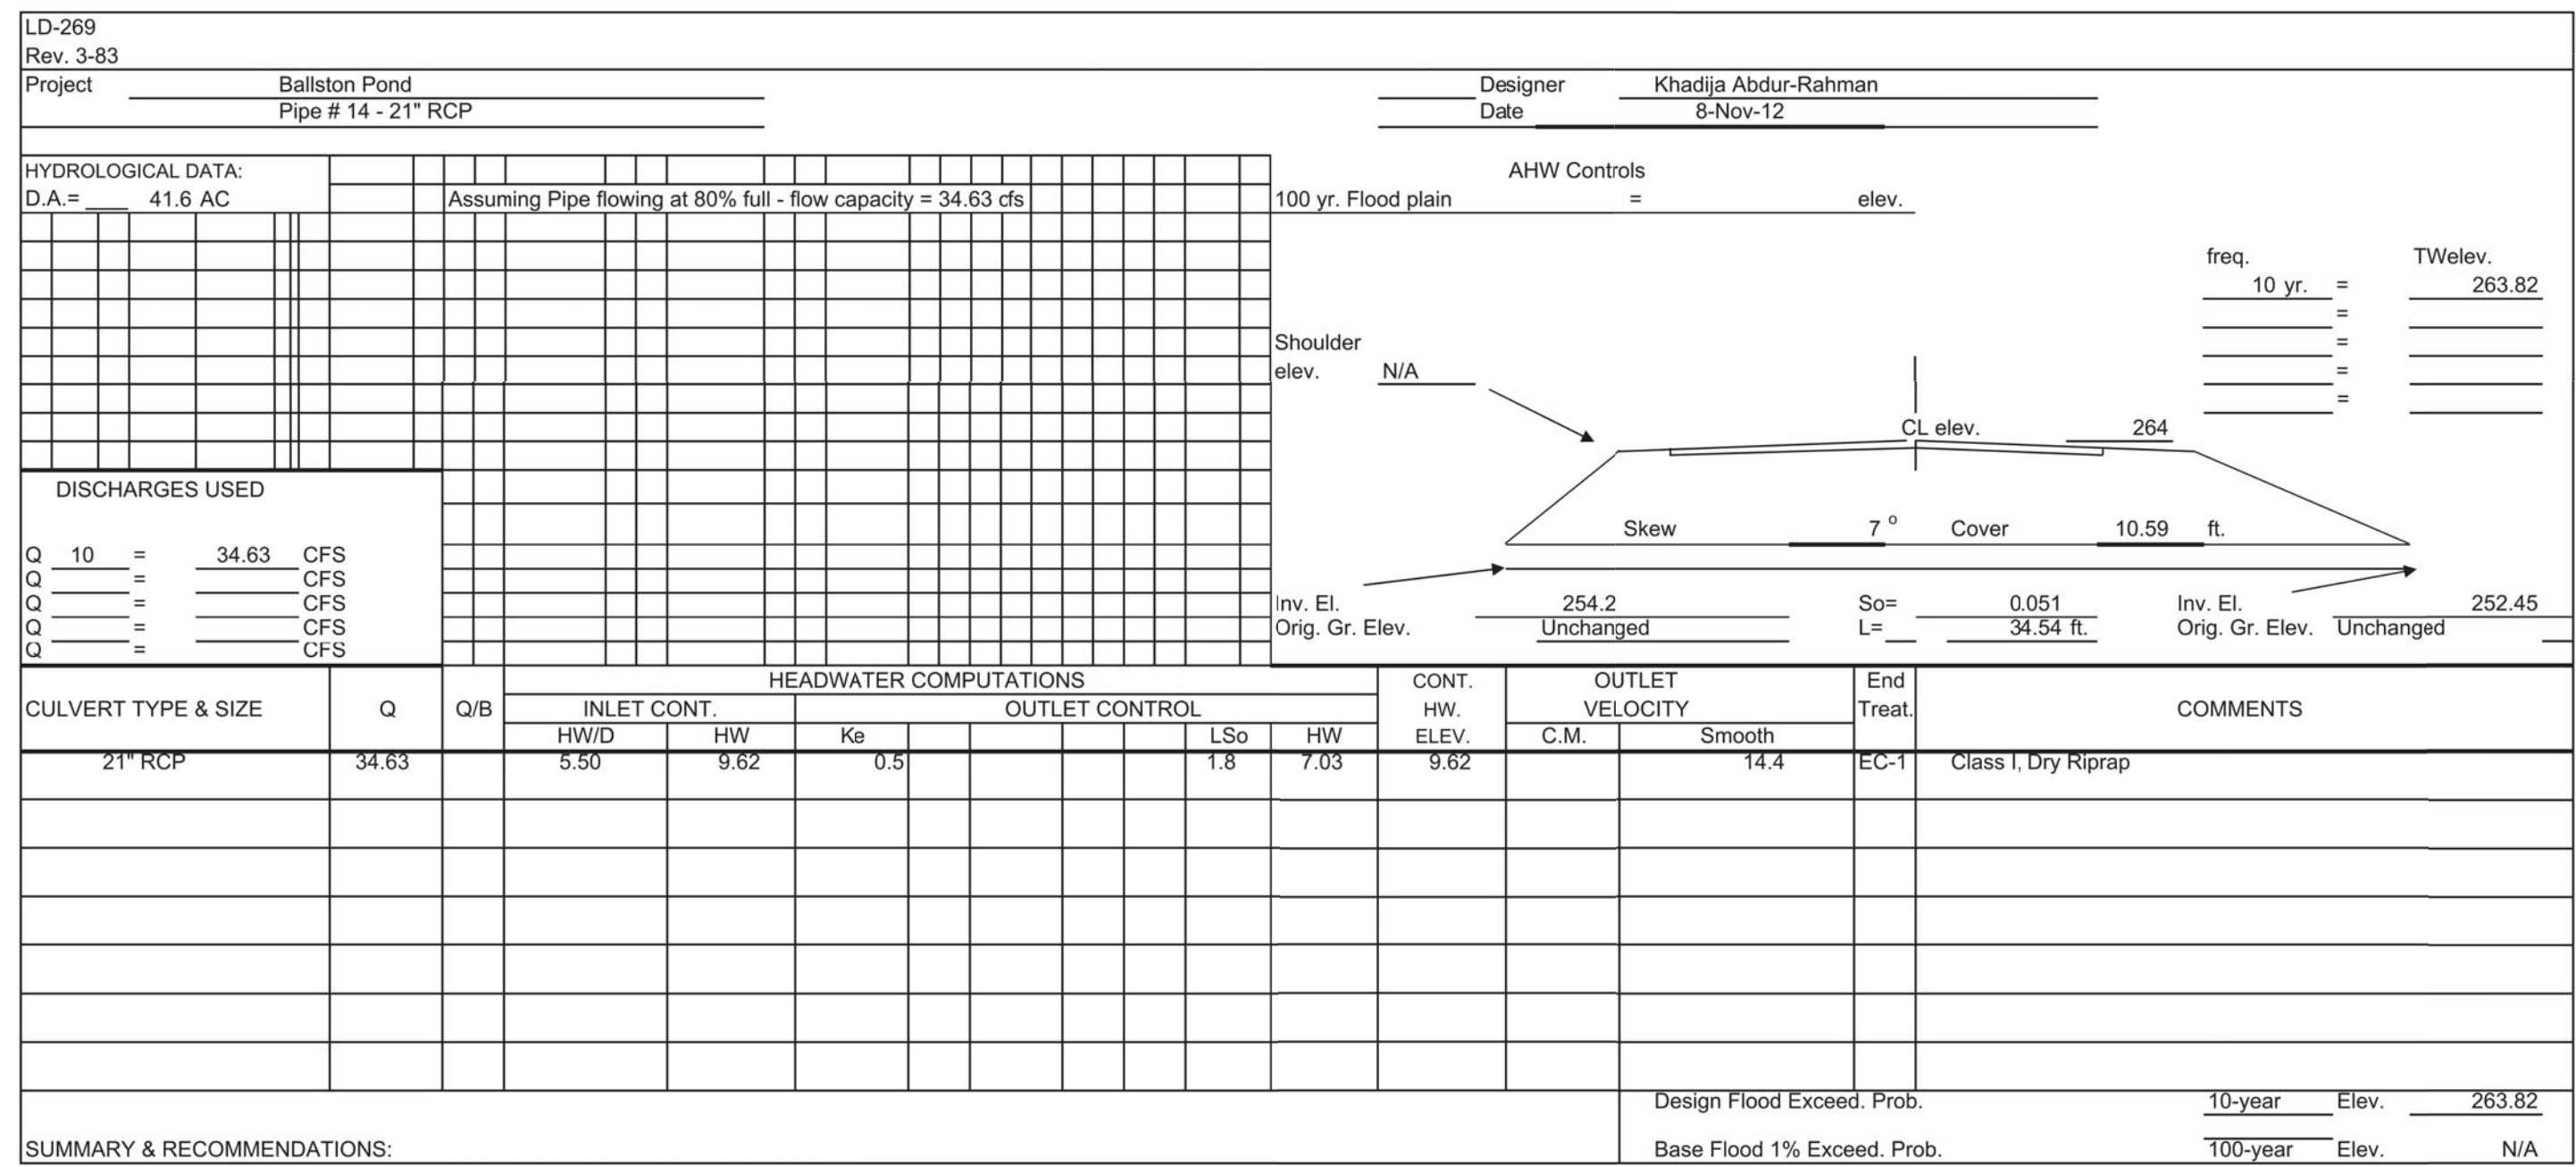 LD-269
Rev. 3-83
Project Ballston Pond Designer Khadija Abdur-Rahman
Pipe # 14 - 21" RCP Date 8-Nov-12
HYDROLOGICAL DATA: AHW Controls
D.A.= 41.6 AC Assuming Pipe flowing at 80% full - flow capacity = 34.63 cfs 100 yr. Flood plain = elev.
freq. TWelev.
10 yr. = 263.82
=
Shoulder =
elev. N/A =
=
CL elev. 264
DISCHARGES USED
Skew 7 o Cover 10.59 ft.
Q 10 = 34.63 CFS
Q = CFS
Q = CFS Inv. El. 254.2 So= 0.051 Inv. El. 252.45
Q = CFS Orig. Gr. Elev. Unchanged L= 34.54 ft. Orig. Gr. Elev. Unchanged
Q = CFS
HEADWATER COMPUTATIONS CONT. OUTLET End
CULVERT TYPE & SIZE Q Q/B INLET CONT. OUTLET CONTROL HW. VELOCITY Treat. COMMENTS
HW/D HW Ke LSo HW ELEV. C.M. Smooth
21" RCP 34.63 5.50 9.62 0.5 1.8 7.03 9.62 14.4 EC-1 Class I, Dry Riprap
Design Flood Exceed. Prob. 10-year Elev. 263.82
SUMMARY & RECOMMENDATIONS: Base Flood 1% Exceed. Prob. 100-year Elev. N/A